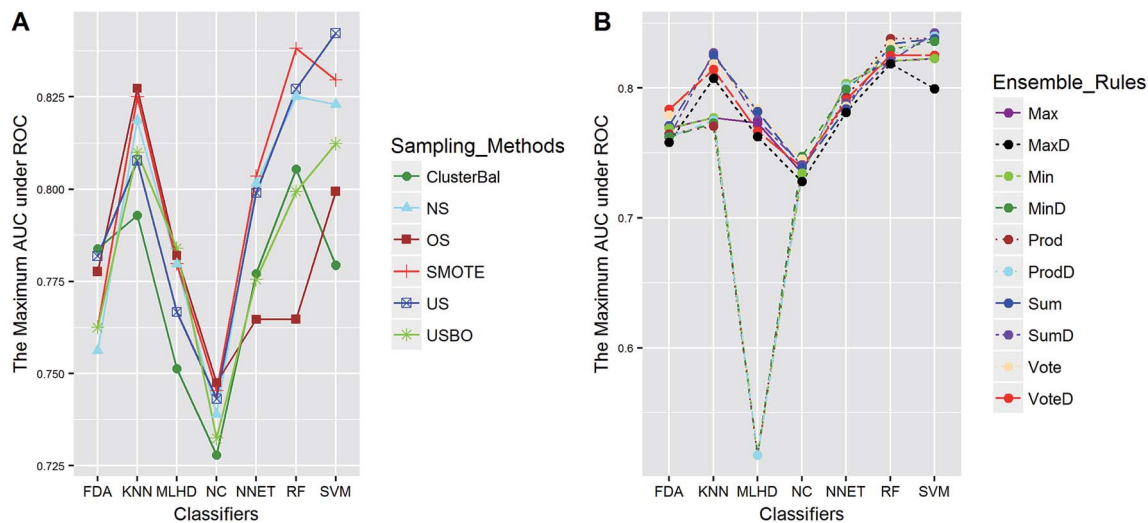 A
The Maximum AUC under ROC
0.825
0.800
0.775
0.750
0.725
FDA KNN MLHD NC NNET RF SVM
Classifiers
Sampling_Methods
ClusterBal
NS
OS
SMOTE
US
USBO
B
The Maximum AUC under ROC
0.8
0.7
0.6
FDA KNN MLHD NC NNET RF SVM
Classifiers
Ensemble_Rules
Max
MaxD
Min
MinD
Prod
ProdD
Sum
SumD
Vote
VoteD